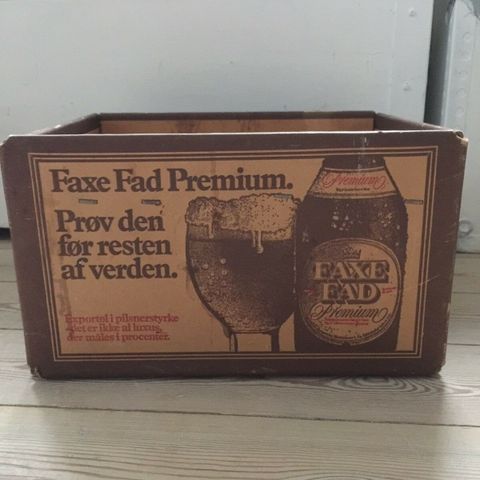 Faxe Fad Premium.
Prøv den
før resten
af verden.
Exportøl i pilsnerstyrke
- det er ikke al luxus,
der måles i procenter.
Premium
FAXE
FAD
Premium